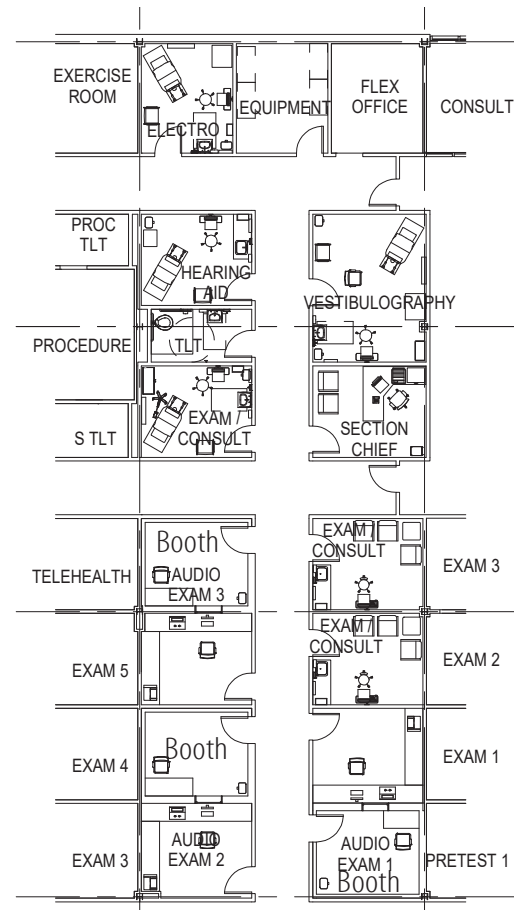 EXERCISE
ROOM
ELECTRO
EQUIPMENT
FLEX
OFFICE
CONSULT
PROC
TLT
HEARING
AID
VESTIBULOGRAPHY
PROCEDURE
TLT
S TLT
EXAM /
CONSULT
SECTION
CHIEF
Booth
TELEHEALTH
AUDIO
EXAM 3
EXAM /
CONSULT
EXAM 3
EXAM 5
EXAM /
CONSULT
EXAM 2
EXAM 4
Booth
EXAM 1
EXAM 3
AUDIO
EXAM 2
AUDIO
EXAM 1
Booth
PRETEST 1